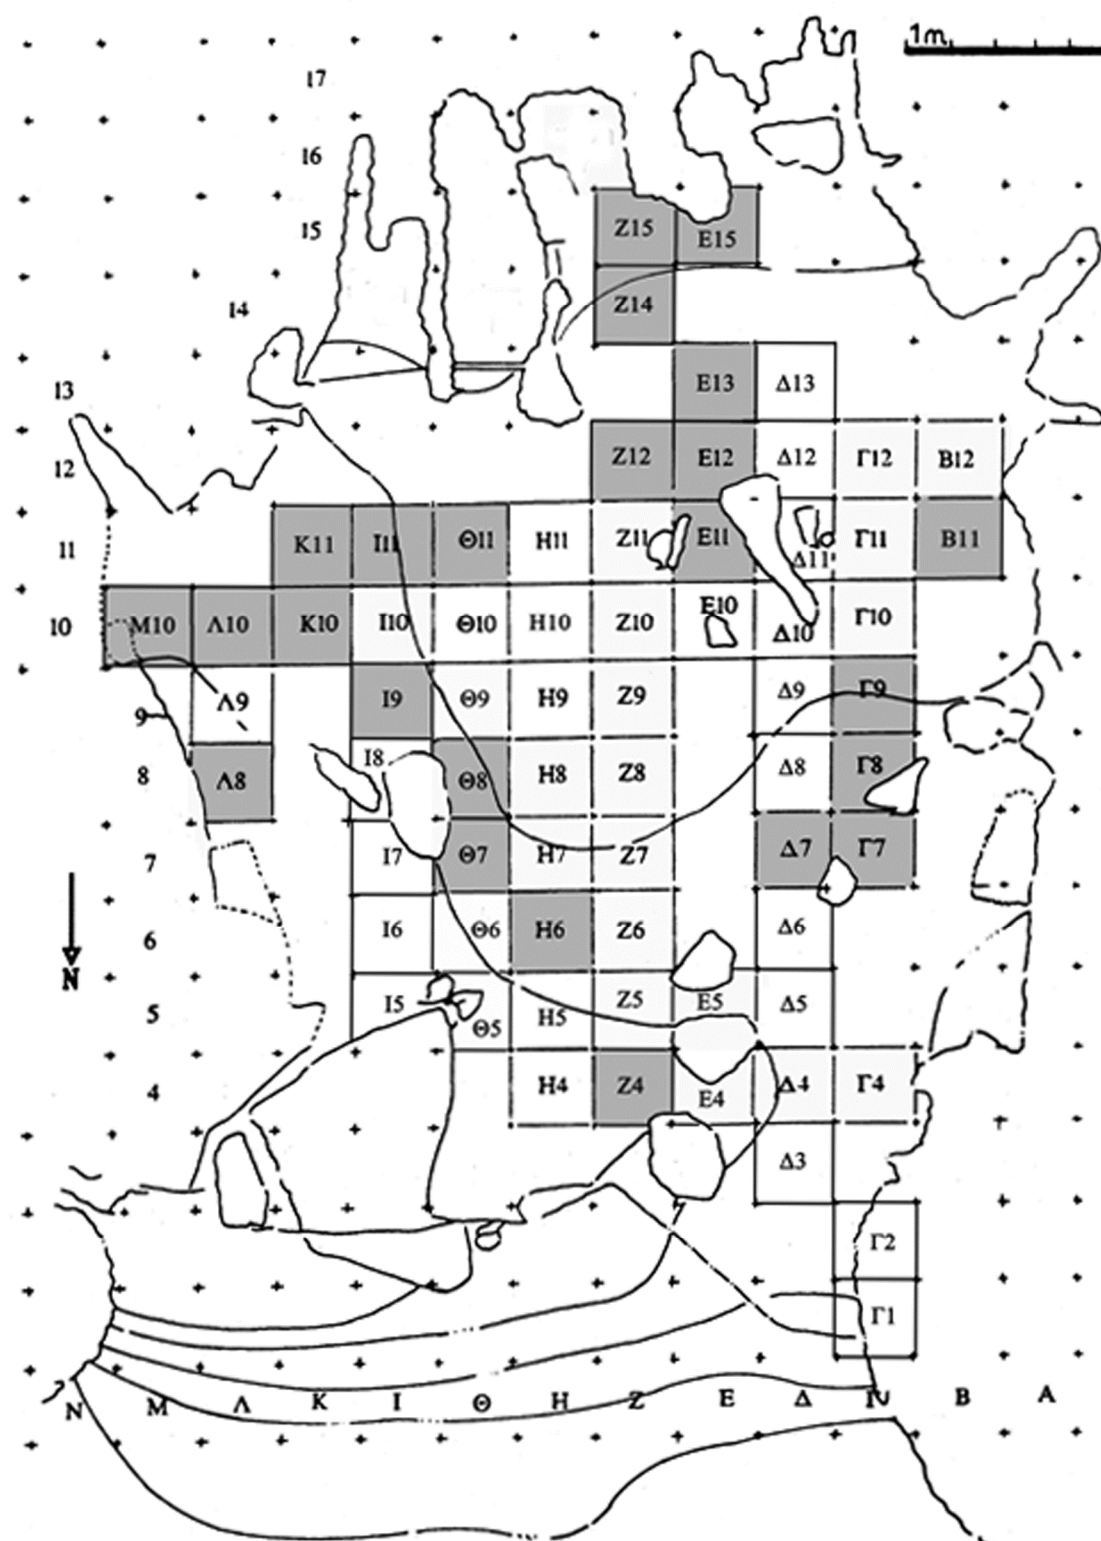 1m
17
16
15 Z15 E15
14 Z14
13 E13 Δ13
12 Z12 E12 Δ12 Γ12 B12
11 K11 I11 Θ11 H11 Z11 E11 Δ11 Γ11 B11
10 M10 Λ10 K10 I10 Θ10 H10 Z10 E10 Δ10 Γ10
9 Λ9 I9 Θ9 H9 Z9 Δ9 Γ9
8 Λ8 I8 Θ8 H8 Z8 Δ8 Γ8
7 I7 Θ7 H7 Z7 Δ7 Γ7
6 I6 Θ6 H6 Z6 Δ6
N
5 I5 Θ5 H5 Z5 E5 Δ5
4 H4 Z4 E4 Δ4 Γ4
Δ3
Γ2
Γ1
N M Λ K I Θ H Z E Δ Γ B A